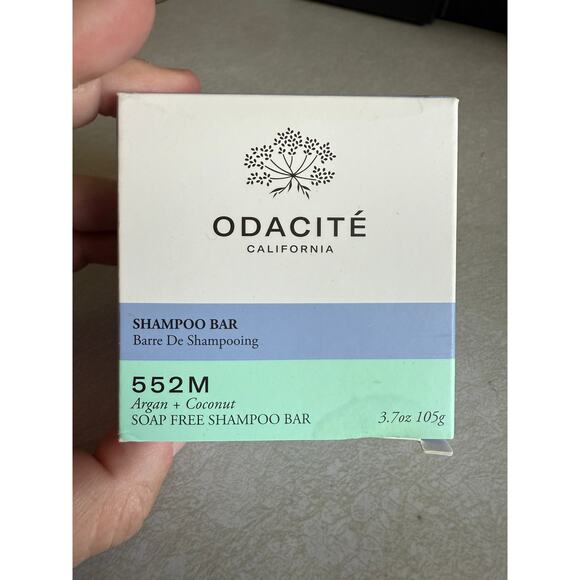 ODACITÉ
CALIFORNIA
SHAMPOO BAR
Barre De Shampooing
552M
Argan + Coconut
SOAP FREE SHAMPOO BAR 3.7oz 105g